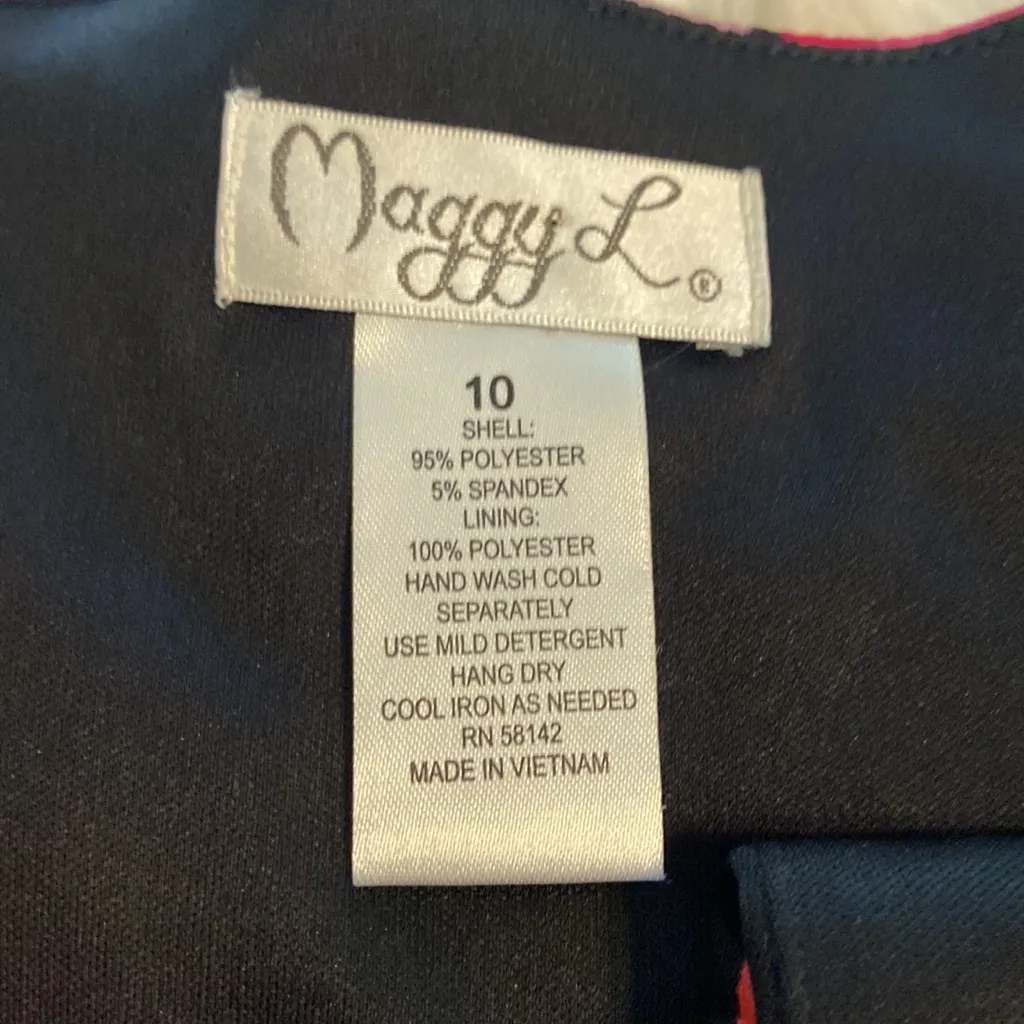 Maggy L ®
10
SHELL:
95% POLYESTER
5% SPANDEX
LINING:
100% POLYESTER
HAND WASH COLD
SEPARATELY
USE MILD DETERGENT
HANG DRY
COOL IRON AS NEEDED
RN 58142
MADE IN VIETNAM